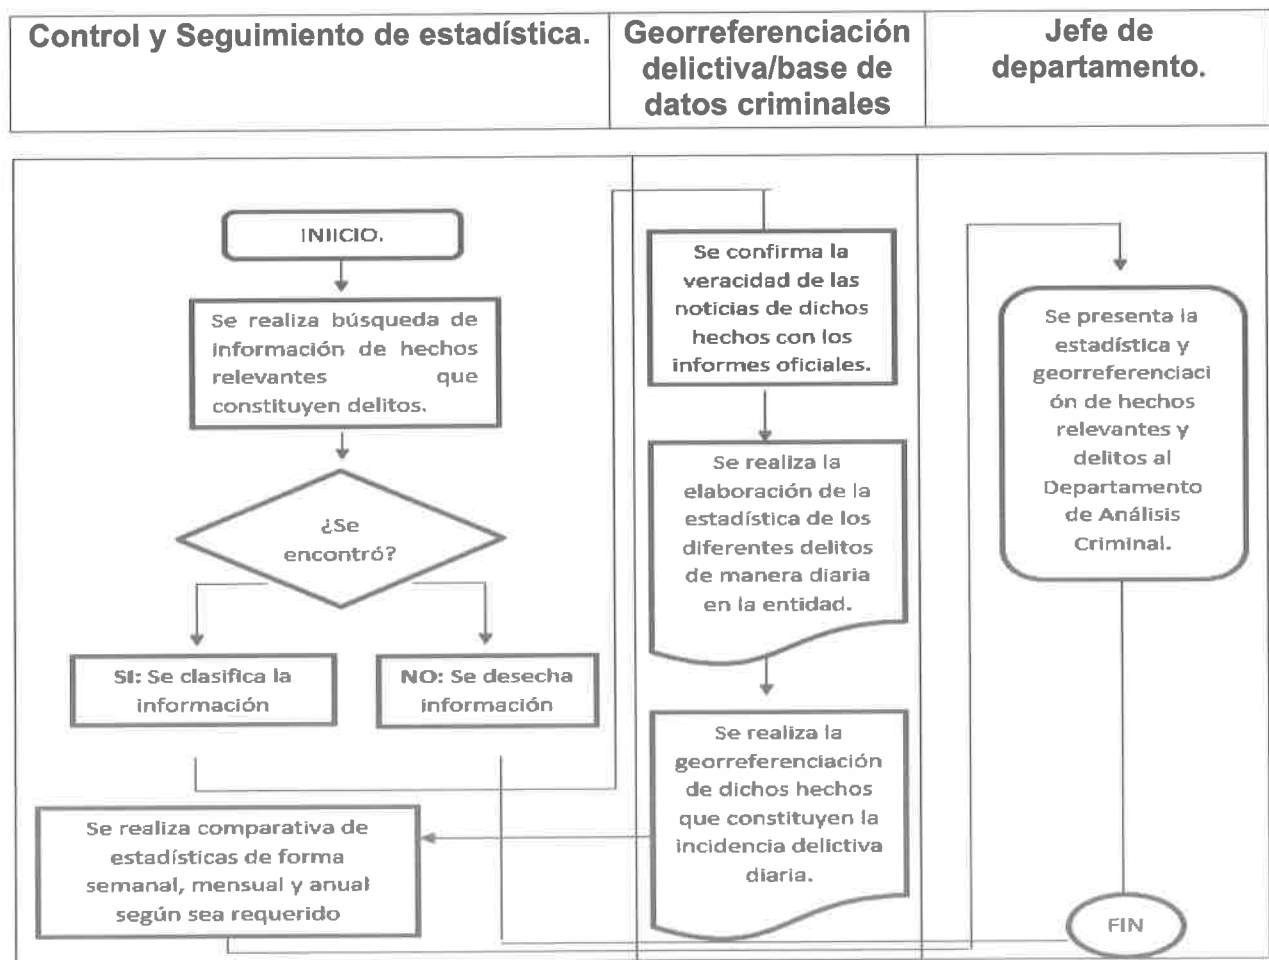 Control y Seguimiento de estadística.
Georreferenciación
delictiva/base de
datos criminales
Jefe de
departamento.
INIICIO.
Se realiza búsqueda de
información de hechos
relevantes que
constituyen delitos.
¿Se
encontró?
SI: Se clasifica la
información
NO: Se desecha
información
Se realiza comparativa de
estadísticas de forma
semanal, mensual y anual
según sea requerido
Se confirma la
veracidad de las
noticias de dichos
hechos con los
informes oficiales.
Se realiza la
elaboración de la
estadística de los
diferentes delitos
de manera diaria
en la entidad.
Se realiza la
georreferenciación
de dichos hechos
que constituyen la
incidencia delictiva
diaria.
Se presenta la
estadística y
georreferenciaci
ón de hechos
relevantes y
delitos al
Departamento
de Análisis
Criminal.
FIN